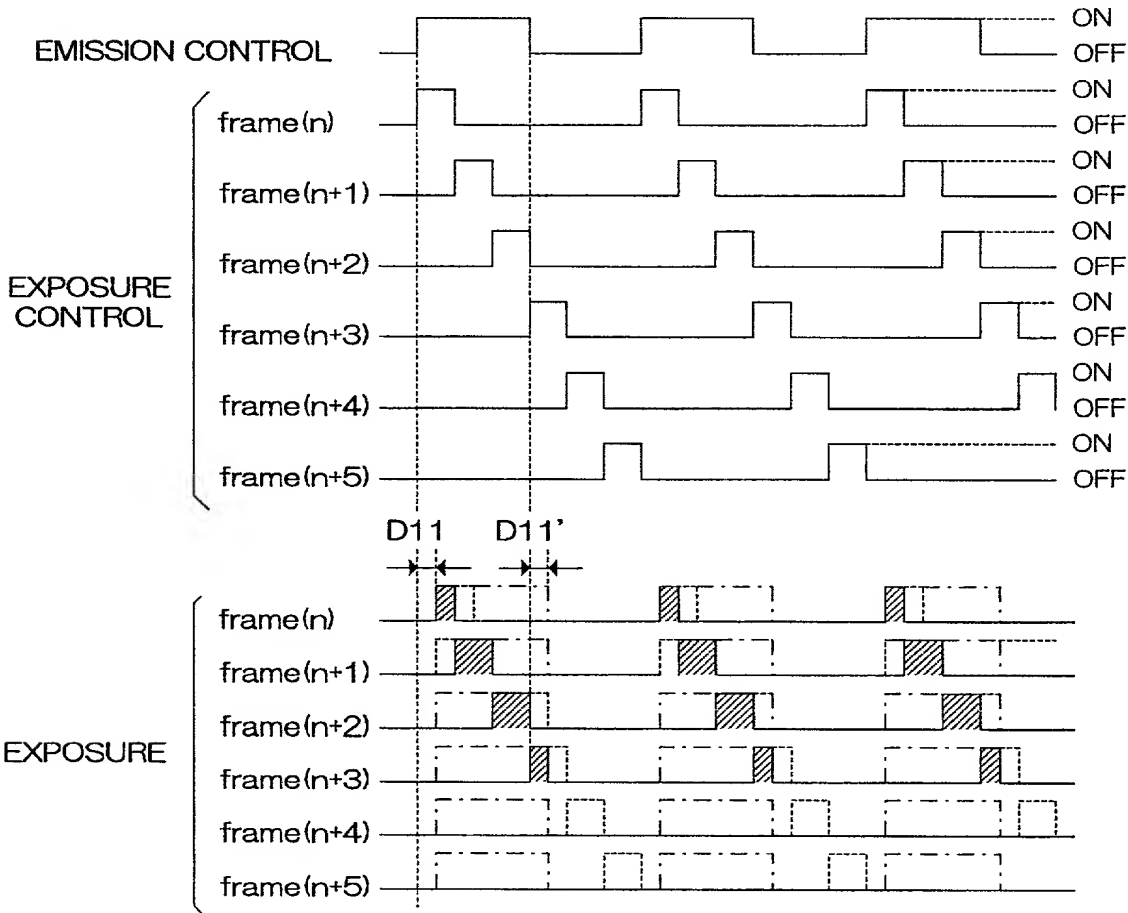 EMISSION CONTROL
ON
OFF
EXPOSURE
CONTROL
frame(n)
ON
OFF
frame(n+1)
ON
OFF
frame(n+2)
ON
OFF
frame(n+3)
ON
OFF
frame(n+4)
ON
OFF
frame(n+5)
ON
OFF
D11
D11'
EXPOSURE
frame(n)
frame(n+1)
frame(n+2)
frame(n+3)
frame(n+4)
frame(n+5)